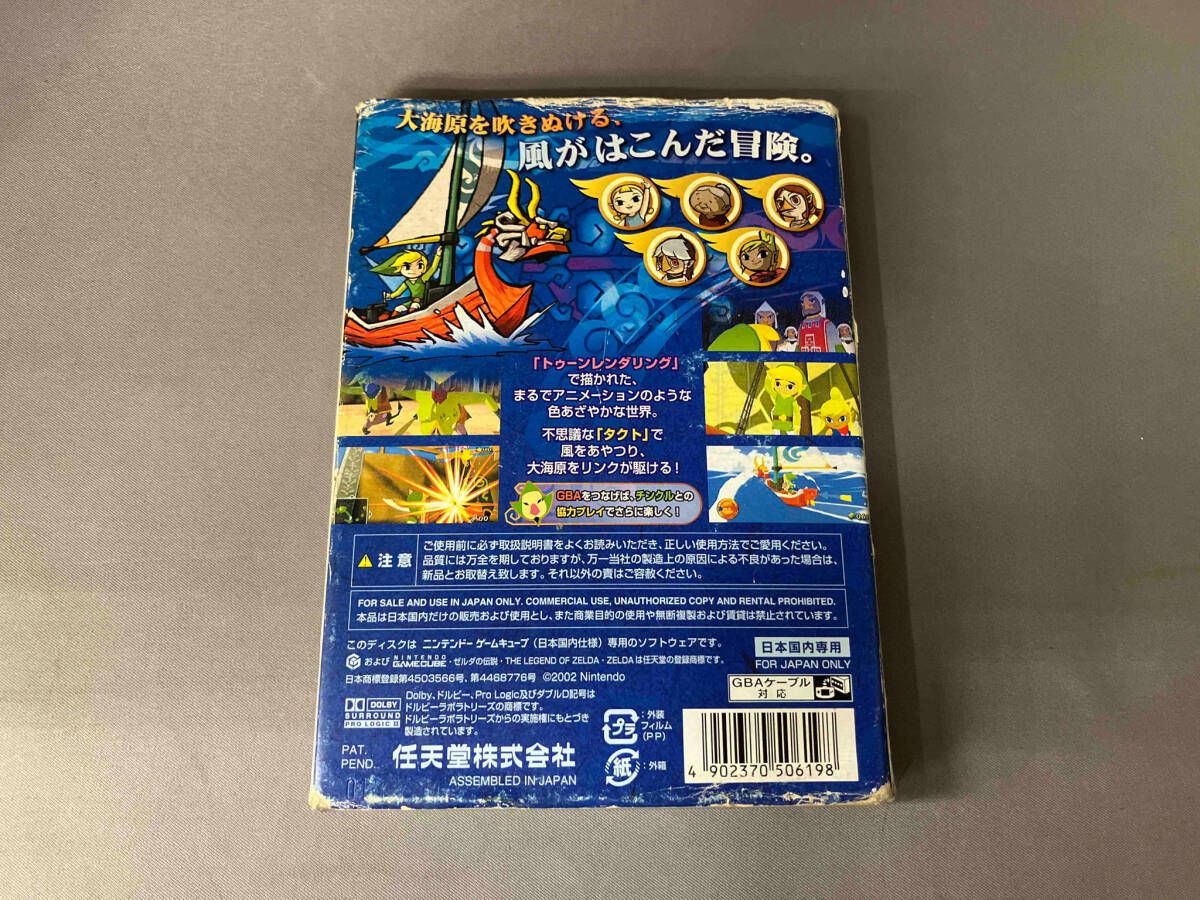 大海原を吹きぬける、
風がはこんだ冒険。
「トゥーンレンダリング」
で描かれた、
まるでアニメーションのような
色あざやかな世界。
不思議な「タクト」で
風をあやつり、
大海原をリンクが駆ける！
GBAをつなげば、チンクルとの
協力プレイでさらに楽しく！
注意
ご使用前に必ず取扱説明書をよくお読みいただき、正しい使用方法でご愛用ください。
品質には万全を期しておりますが、万一当社の製造上の原因による不良があった場合は、
新品とお取替え致します。それ以外の責はご容赦ください。
FOR SALE AND USE IN JAPAN ONLY. COMMERCIAL USE, UNAUTHORIZED COPY AND RENTAL PROHIBITED.
本品は日本国内だけの販売および使用とし、また商業目的の使用や無断複製および賃貸は禁止されています。
このディスクは ニンテンドーゲームキューブ（日本国内仕様）専用のソフトウェアです。
および NINTENDO GAMECUBE・ゼルダの伝説・THE LEGEND OF ZELDA・ZELDAは任天堂の登録商標です。
日本商標登録第4503566号、第4468776号 ©2002 Nintendo
日本国内専用
FOR JAPAN ONLY
GBAケーブル
対応
DOLBY
SURROUND
PRO LOGIC II
Dolby、ドルビー、Pro Logic及びダブルD記号は
ドルビーラボラトリーズの商標です。
ドルビーラボラトリーズからの実施権にもとづき
製造されています。
PAT.
PEND.
任天堂株式会社
ASSEMBLED IN JAPAN
プラ
：外装
フィルム
(PP)
紙
：外箱
4 902370 506198